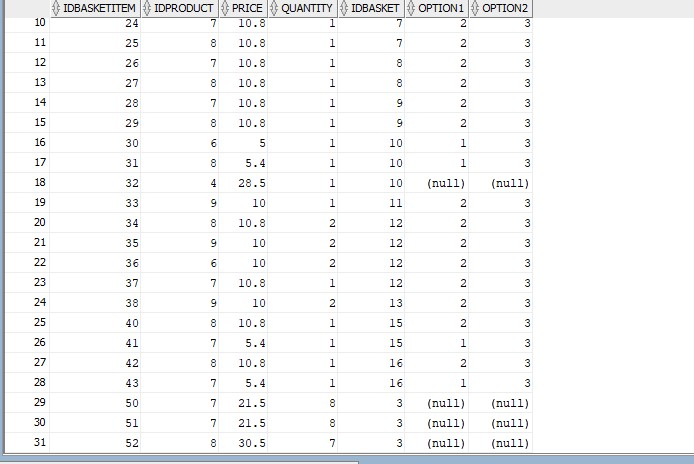 IDBASKETITEM IDPRODUCT PRICE QUANTITY IDBASKET OPTION1 OPTION2
10 24 7 10.8 1 7 2 3
11 25 8 10.8 1 7 2 3
12 26 7 10.8 1 8 2 3
13 27 8 10.8 1 8 2 3
14 28 7 10.8 1 9 2 3
15 29 8 10.8 1 9 2 3
16 30 6 5 1 10 1 3
17 31 8 5.4 1 10 1 3
18 32 4 28.5 1 10 (null) (null)
19 33 9 10 1 11 2 3
20 34 8 10.8 2 12 2 3
21 35 9 10 2 12 2 3
22 36 6 10 2 12 2 3
23 37 7 10.8 1 12 2 3
24 38 9 10 2 13 2 3
25 40 8 10.8 1 15 2 3
26 41 7 5.4 1 15 1 3
27 42 8 10.8 1 16 2 3
28 43 7 5.4 1 16 1 3
29 50 7 21.5 8 3 (null) (null)
30 51 7 21.5 8 3 (null) (null)
31 52 8 30.5 7 3 (null) (null)